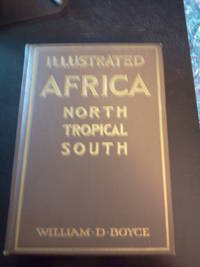 ILLUSTRATED
AFRICA
NORTH
TROPICAL
SOUTH
WILLIAM·D·BOYCE